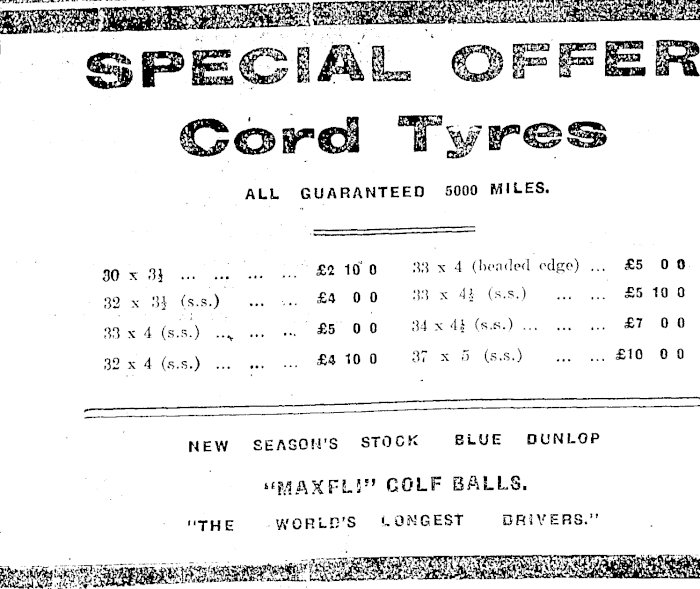 SPECIAL OFFER
Cord Tyres
ALL GUARANTEED 5000 MILES.
30 x 3½ ... ... ... ... £2 10 0
32 x 3½ (s.s.) ... ... £4 0 0
33 x 4 (s.s.) ... ... ... £5 0 0
32 x 4 (s.s.) ... ... ... £4 10 0
33 x 4 (beaded edge) ... £5 0 0
33 x 4½ (s.s.) ... ... £5 10 0
34 x 4½ (s.s.) ... ... £7 0 0
37 x 5 (s.s.) ... ... £10 0 0
NEW SEASON'S STOCK BLUE DUNLOP
"MAXFLI" GOLF BALLS.
"THE WORLD'S LONGEST DRIVERS."